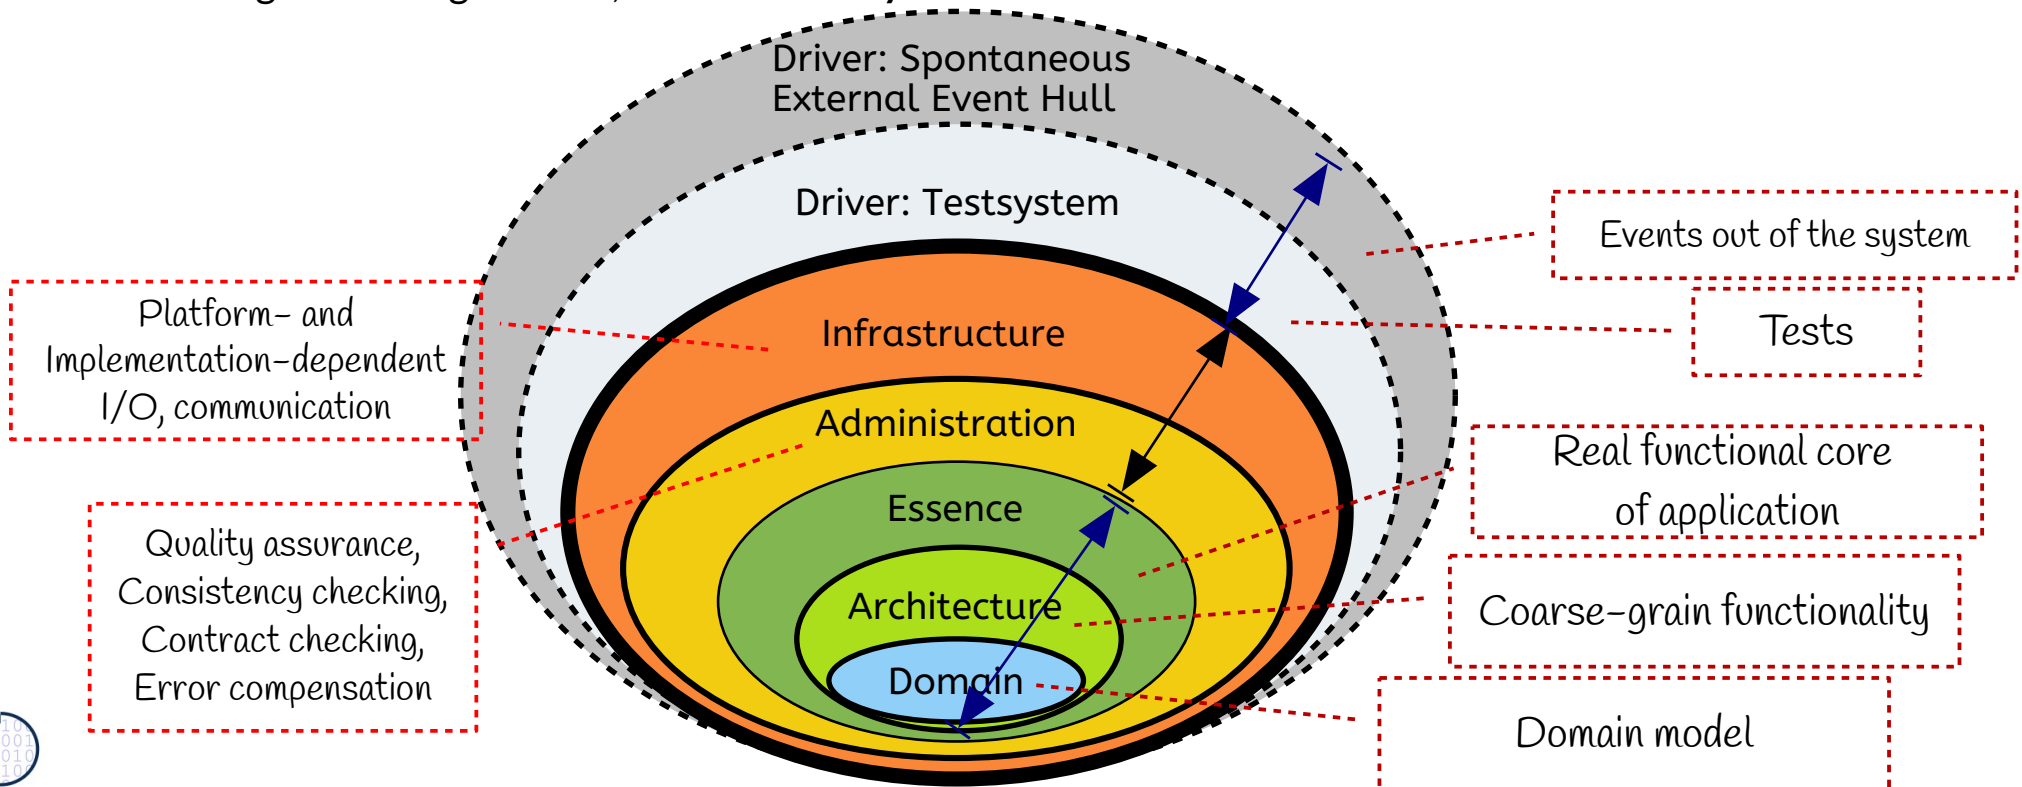 Driver: Spontaneous
External Event Hull
Driver: Testsystem
Events out of the system
Tests
Platform- and
Implementation-dependent
I/O, communication
Infrastructure
Administration
Real functional core
of application
Essence
Quality assurance,
Consistency checking,
Contract checking,
Error compensation
Architecture
Coarse-grain functionality
Domain
Domain model